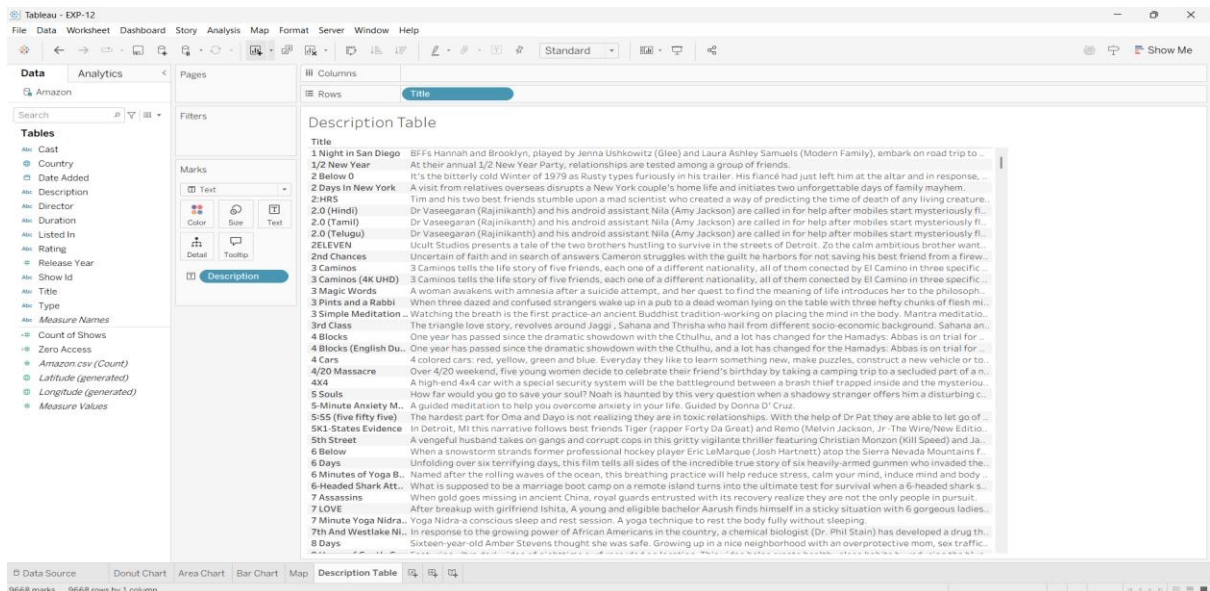 Tableau - EXP-12
File Data Worksheet Dashboard Story Analysis Map Format Server Window Help
Standard
Show Me
Data Analytics
Amazon
Search
Tables
Abc Cast
Country
Date Added
Abc Description
Abc Director
Abc Duration
Abc Listed In
Abc Rating
# Release Year
Abc Show Id
Abc Title
Abc Type
Abc Measure Names
Count of Shows
Zero Access
# Amazon.csv (Count)
Latitude (generated)
Longitude (generated)
# Measure Values
Pages
Filters
Marks
Text
Color Size Text
Detail Tooltip
Description
Columns
Rows Title
Description Table
Title
1 Night in San Diego BFFs Hannah and Brooklyn, played by Jenna Ushkowitz (Glee) and Laura Ashley Samuels (Modern Family), embark on road trip to ..
1/2 New Year At their annual 1/2 New Year Party, relationships are tested among a group of friends.
2 Below 0 It's the bitterly cold Winter of 1979 as Rusty types furiously in his trailer. His fiancé had just left him at the altar and in response, ..
2 Days In New York A visit from relatives overseas disrupts a New York couple's home life and initiates two unforgettable days of family mayhem.
2:HRS Tim and his two best friends stumble upon a mad scientist who created a way of predicting the time of death of any living creature..
2.0 (Hindi) Dr Vaseegaran (Rajinikanth) and his android assistant Nila (Amy Jackson) are called in for help after mobiles start mysteriously fl..
2.0 (Tamil) Dr Vaseegaran (Rajinikanth) and his android assistant Nila (Amy Jackson) are called in for help after mobiles start mysteriously fl..
2.0 (Telugu) Dr Vaseegaran (Rajinikanth) and his android assistant Nila (Amy Jackson) are called in for help after mobiles start mysteriously fl..
2ELEVEN Ucult Studios presents a tale of the two brothers hustling to survive in the streets of Detroit. Zo the calm ambitious brother want..
2nd Chances Uncertain of faith and in search of answers Cameron struggles with the guilt he harbors for not saving his best friend from a firew..
3 Caminos 3 Caminos tells the life story of five friends, each one of a different nationality, all of them conected by El Camino in three specific ..
3 Caminos (4K UHD) 3 Caminos tells the life story of five friends, each one of a different nationality, all of them conected by El Camino in three specific ..
3 Magic Words A woman awakens with amnesia after a suicide attempt, and her quest to find the meaning of life introduces her to the philosoph..
3 Pints and a Rabbi When three dazed and confused strangers wake up in a pub to a dead woman lying on the table with three hefty chunks of flesh mi..
3 Simple Meditation .. Watching the breath is the first practice-an ancient Buddhist tradition-working on placing the mind in the body. Mantra meditatio..
3rd Class The triangle love story, revolves around Jaggi , Sahana and Thrisha who hail from different socio-economic background. Sahana an..
4 Blocks One year has passed since the dramatic showdown with the Cthulhu, and a lot has changed for the Hamadys: Abbas is on trial for ..
4 Blocks (English Du.. One year has passed since the dramatic showdown with the Cthulhu, and a lot has changed for the Hamadys: Abbas is on trial for ..
4 Cars 4 colored cars: red, yellow, green and blue. Everyday they like to learn something new, make puzzles, construct a new vehicle or to..
4/20 Massacre Over 4/20 weekend, five young women decide to celebrate their friend's birthday by taking a camping trip to a secluded part of a n..
4X4 A high-end 4x4 car with a special security system will be the battleground between a brash thief trapped inside and the mysteriou..
5 Souls How far would you go to save your soul? Noah is haunted by this very question when a shadowy stranger offers him a disturbing c..
5-Minute Anxiety M.. A guided meditation to help you overcome anxiety in your life. Guided by Donna D' Cruz.
5:55 (five fifty five) The hardest part for Oma and Dayo is not realizing they are in toxic relationships. With the help of Dr Pat they are able to let go of ..
5K1-States Evidence In Detroit, MI this narrative follows best friends Tiger (rapper Forty Da Great) and Remo (Melvin Jackson, Jr -The Wire/New Editio..
5th Street A vengeful husband takes on gangs and corrupt cops in this gritty vigilante thriller featuring Christian Monzon (Kill Speed) and Ja..
6 Below When a snowstorm strands former professional hockey player Eric LeMarque (Josh Hartnett) atop the Sierra Nevada Mountains f..
6 Days Unfolding over six terrifying days, this film tells all sides of the incredible true story of six heavily-armed gunmen who invaded the..
6 Minutes of Yoga B.. Named after the rolling waves of the ocean, this breathing practice will help reduce stress, calm your mind, induce mind and body ..
6-Headed Shark Att.. What is supposed to be a marriage boot camp on a remote island turns into the ultimate test for survival when a 6-headed shark s..
7 Assassins When gold goes missing in ancient China, royal guards entrusted with its recovery realize they are not the only people in pursuit.
7 LOVE After breakup with girlfriend Ishita, A young and eligible bachelor Aarush finds himself in a sticky situation with 6 gorgeous ladies..
7 Minute Yoga Nidra.. Yoga Nidra-a conscious sleep and rest session. A yoga technique to rest the body fully without sleeping.
7th And Westlake Ni.. In response to the growing power of African Americans in the country, a chemical biologist (Dr. Phil Stain) has developed a drug th..
8 Days Sixteen-year-old Amber Stevens thought she was safe. Growing up in a nice neighborhood with an overprotective mom, sex traffic..
Data Source Donut Chart Area Chart Bar Chart Map Description Table
9668 marks 9668 rows by 1 column